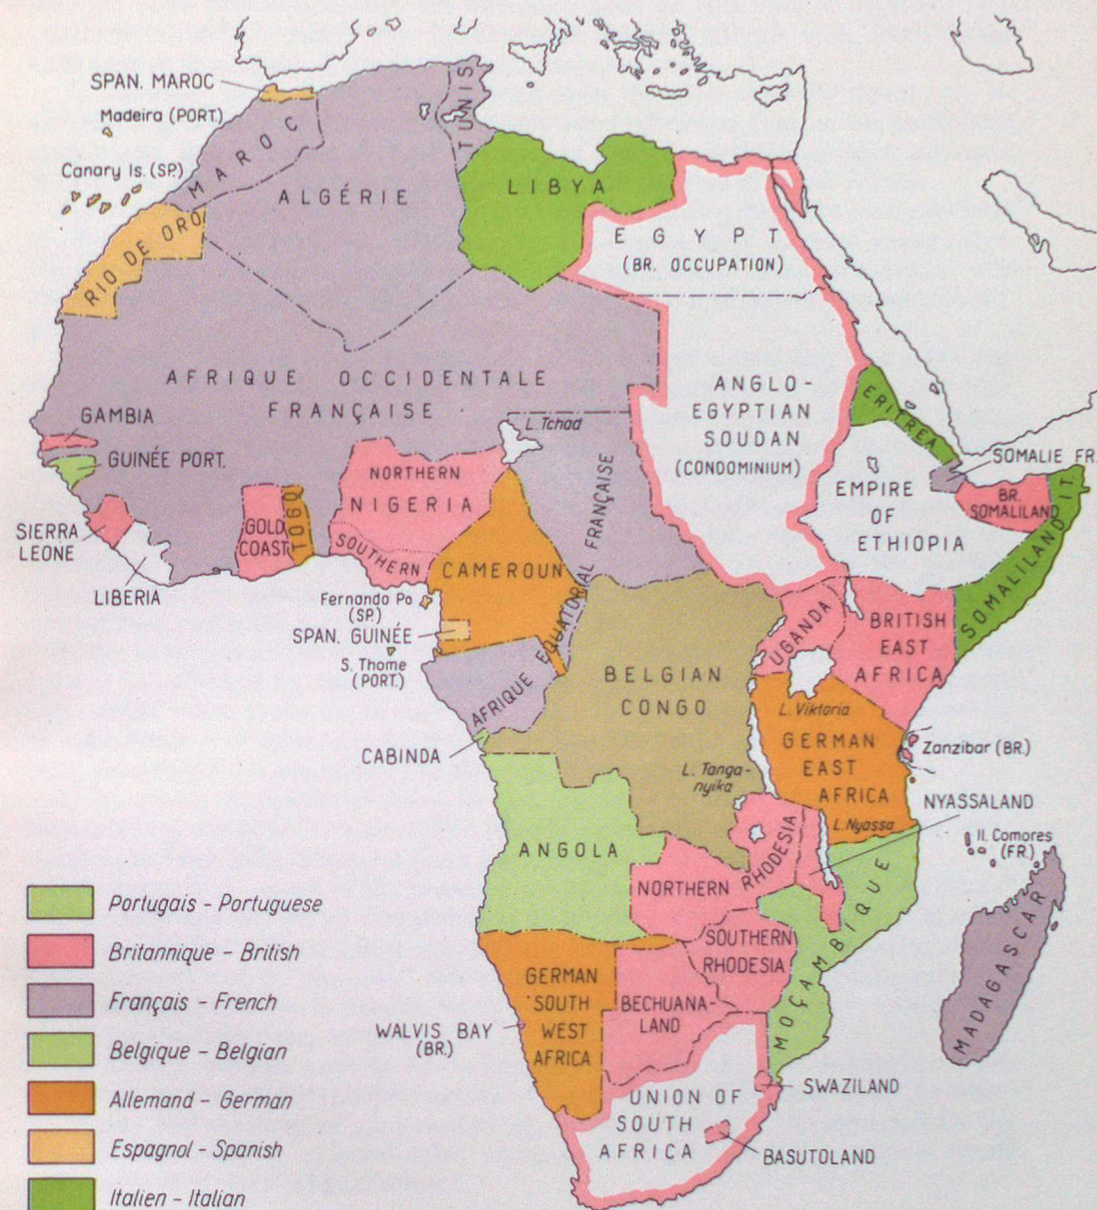 SPAN. MAROC
Madeira (PORT.)
Canary Is. (SP.)
MAROC
TUNIS
ALGÉRIE
LIBYA
EGYPT
(BR. OCCUPATION)
RIO DE ORO
AFRIQUE OCCIDENTALE
FRANÇAISE
L. Tchad
ANGLO-
EGYPTIAN
SOUDAN
(CONDOMINIUM)
ERITREA
SOMALIE FR.
GAMBIA
GUINÉE PORT.
SIERRA
LEONE
LIBERIA
GOLD
COAST
TOGO
NORTHERN
NIGERIA
SOUTHERN
CAMEROUN
Fernando Po
(SP.)
SPAN. GUINÉE
S. Thome
(PORT.)
AFRIQUE EQUATORIAL FRANÇAISE
EMPIRE
OF
ETHIOPIA
BR.
SOMALILAND
SOMALILAND IT.
UGANDA
BRITISH
EAST
AFRICA
BELGIAN
CONGO
CABINDA
L. Viktoria
GERMAN
EAST
AFRICA
Zanzibar (BR.)
L. Tanga-
nyika
NYASSALAND
L. Nyassa
Il. Comores
(FR.)
ANGOLA
NORTHERN RHODESIA
SOUTHERN
RHODESIA
MOÇAMBIQUE
MADAGASCAR
GERMAN
SOUTH
WEST
AFRICA
BECHUANA-
LAND
WALVIS BAY
(BR.)
UNION OF
SOUTH
AFRICA
SWAZILAND
BASUTOLAND
Portugais - Portuguese
Britannique - British
Français - French
Belgique - Belgian
Allemand - German
Espagnol - Spanish
Italien - Italian